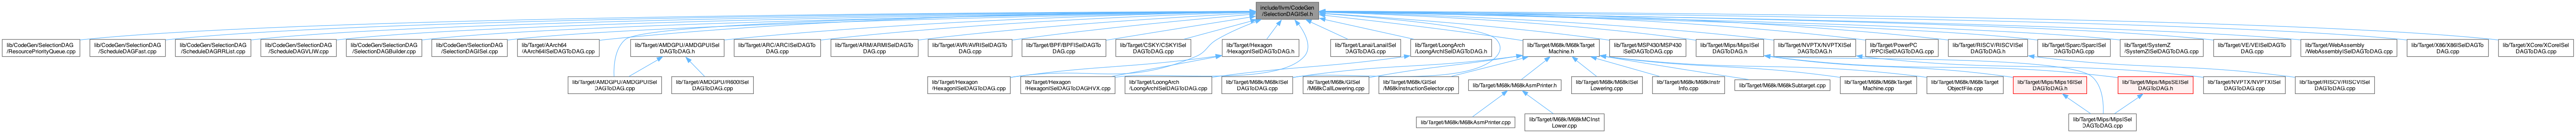 include/llvm/CodeGen
/SelectionDAGISel.h
lib/CodeGen/SelectionDAG
/ResourcePriorityQueue.cpp
lib/CodeGen/SelectionDAG
/ScheduleDAGFast.cpp
lib/CodeGen/SelectionDAG
/ScheduleDAGRRList.cpp
lib/CodeGen/SelectionDAG
/ScheduleDAGVLIW.cpp
lib/CodeGen/SelectionDAG
/SelectionDAGBuilder.cpp
lib/CodeGen/SelectionDAG
/SelectionDAGISel.cpp
lib/Target/AArch64
/AArch64ISelDAGToDAG.cpp
lib/Target/AMDGPU/AMDGPUISel
DAGToDAG.h
lib/Target/ARC/ARCISelDAGTo
DAG.cpp
lib/Target/ARM/ARMISelDAGTo
DAG.cpp
lib/Target/AVR/AVRISelDAGTo
DAG.cpp
lib/Target/BPF/BPFISelDAGTo
DAG.cpp
lib/Target/CSKY/CSKYISel
DAGToDAG.cpp
lib/Target/Hexagon
/HexagonISelDAGToDAG.h
lib/Target/Lanai/LanaiISel
DAGToDAG.cpp
lib/Target/LoongArch
/LoongArchISelDAGToDAG.h
lib/Target/M68k/M68kTarget
Machine.h
lib/Target/MSP430/MSP430
ISelDAGToDAG.cpp
lib/Target/Mips/MipsISel
DAGToDAG.h
lib/Target/NVPTX/NVPTXISel
DAGToDAG.h
lib/Target/PowerPC
/PPCISelDAGToDAG.cpp
lib/Target/RISCV/RISCVISel
DAGToDAG.h
lib/Target/Sparc/SparcISel
DAGToDAG.cpp
lib/Target/SystemZ
/SystemZISelDAGToDAG.cpp
lib/Target/VE/VEISelDAGTo
DAG.cpp
lib/Target/WebAssembly
/WebAssemblyISelDAGToDAG.cpp
lib/Target/X86/X86ISelDAGTo
DAG.cpp
lib/Target/XCore/XCoreISel
DAGToDAG.cpp
lib/Target/AMDGPU/AMDGPUISel
DAGToDAG.cpp
lib/Target/AMDGPU/R600ISel
DAGToDAG.cpp
lib/Target/Hexagon
/HexagonISelDAGToDAG.cpp
lib/Target/Hexagon
/HexagonISelDAGToDAGHVX.cpp
lib/Target/LoongArch
/LoongArchISelDAGToDAG.cpp
lib/Target/M68k/M68kISel
DAGToDAG.cpp
lib/Target/M68k/GISel
/M68kCallLowering.cpp
lib/Target/M68k/GISel
/M68kInstructionSelector.cpp
lib/Target/M68k/M68kAsmPrinter.h
lib/Target/M68k/M68kISel
Lowering.cpp
lib/Target/M68k/M68kInstr
Info.cpp
lib/Target/M68k/M68kSubtarget.cpp
lib/Target/M68k/M68kTarget
Machine.cpp
lib/Target/M68k/M68kTarget
ObjectFile.cpp
lib/Target/Mips/Mips16ISel
DAGToDAG.h
lib/Target/Mips/MipsSEISel
DAGToDAG.h
lib/Target/NVPTX/NVPTXISel
DAGToDAG.cpp
lib/Target/RISCV/RISCVISel
DAGToDAG.cpp
lib/Target/M68k/M68kAsmPrinter.cpp
lib/Target/M68k/M68kMCInst
Lower.cpp
lib/Target/Mips/MipsISel
DAGToDAG.cpp